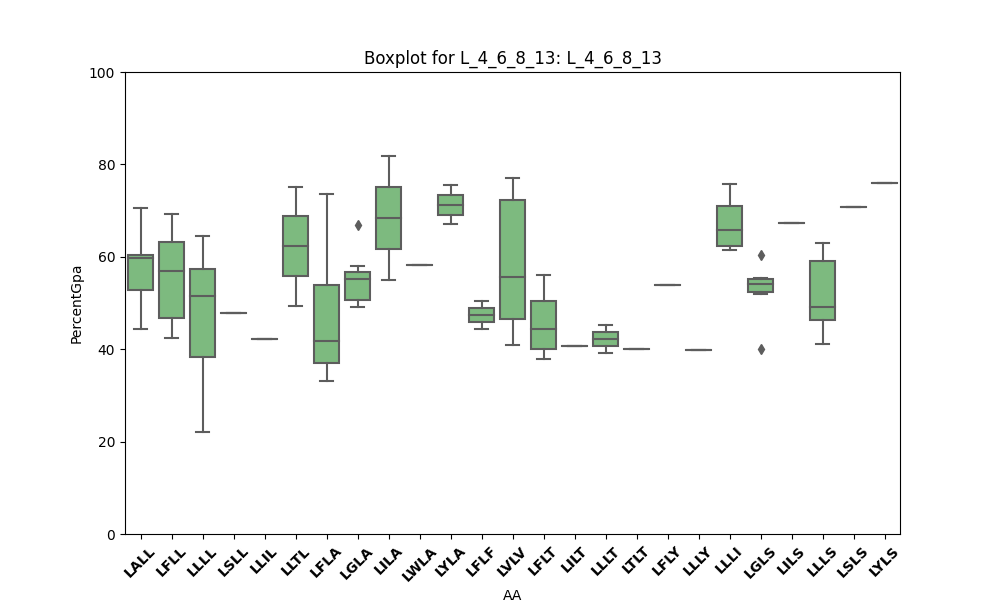 Boxplot for L_4_6_8_13: L_4_6_8_13
100
80
60
40
20
0
PercentGpa
LALL LFLL LLLL LSLL LLIL LLTL LFLA LGLA LILA LWLA LYLA LFLF LVLV LFLT LILT LLLT LTLT LFLY LLLY LLLI LGLS LILS LLLS LSLS LYLS
AA